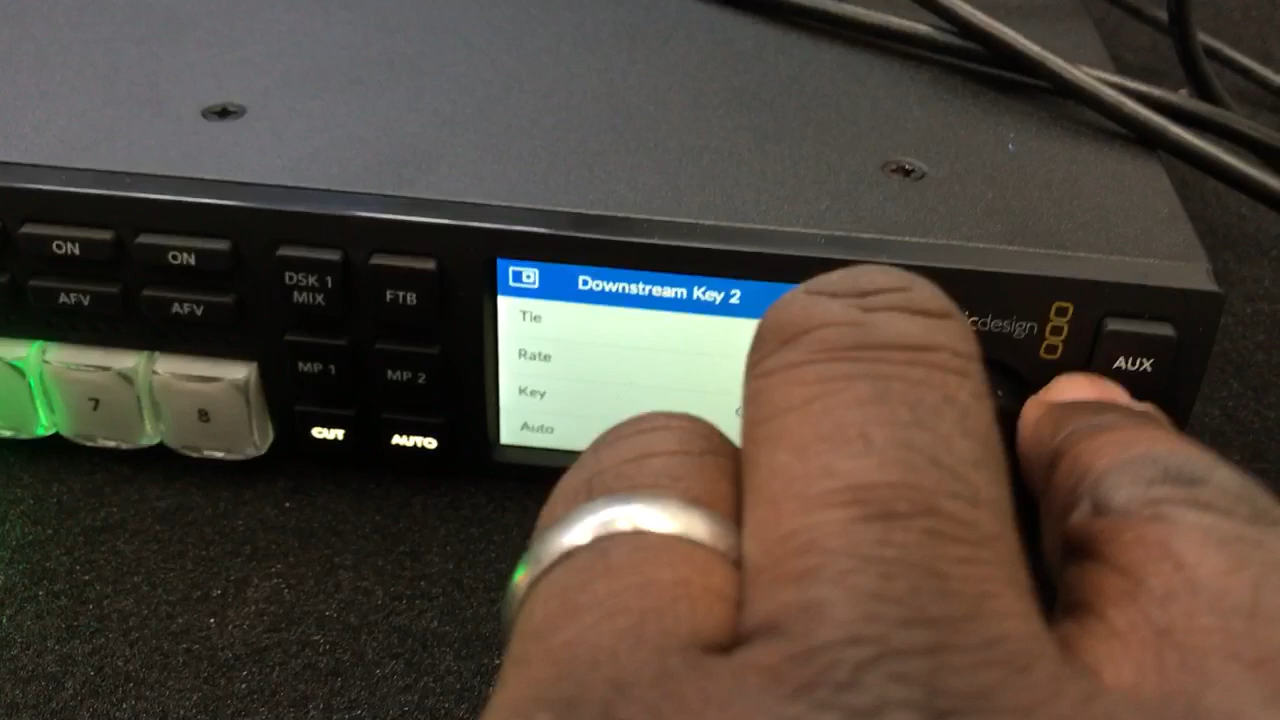 ON
ON
AFV
AFV
DSK 1
MIX
FTB
MP 1
MP 2
CUT
AUTO
7
8
Downstream Key 2
Tie
Rate
Key
Auto
icdesign
AUX